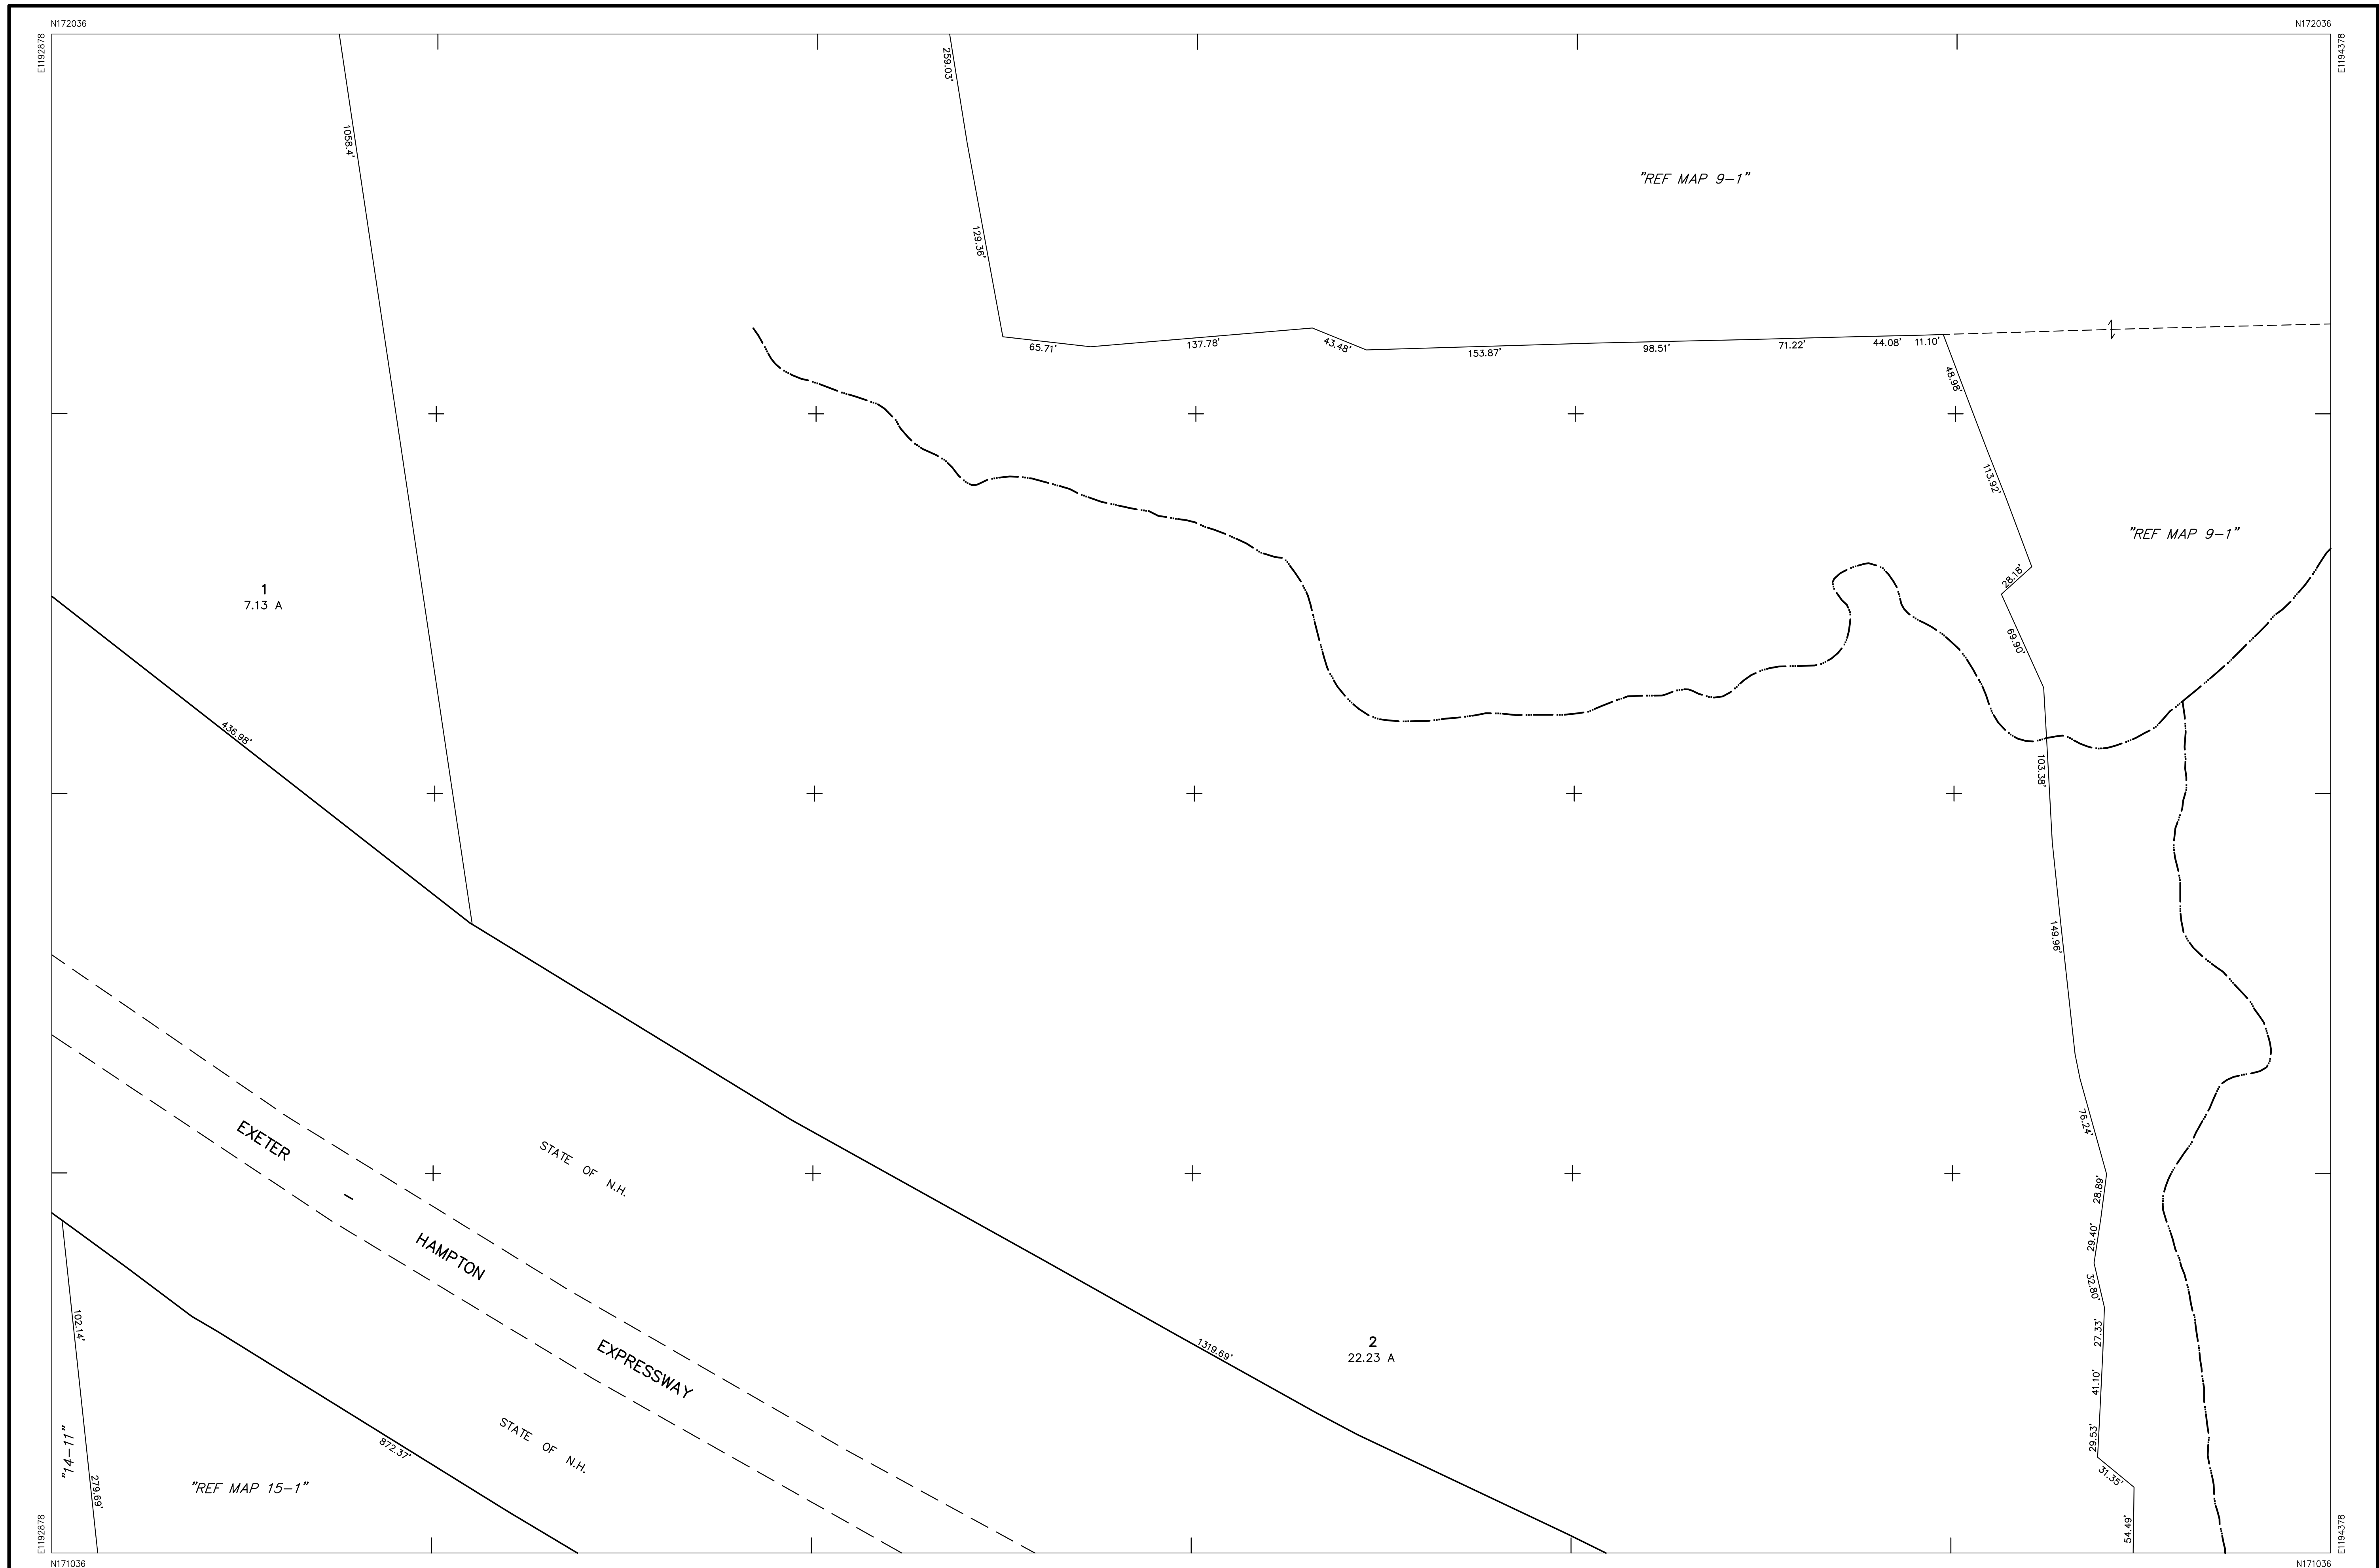 N172036
N172036
E1192878
E1194378
259.03'
1058.4'
"REF MAP 9-1"
129.36'
65.71'
137.78'
43.48'
153.87'
98.51'
71.22'
44.08'
11.10'
48.98'
113.92'
"REF MAP 9-1"
28.18'
1
7.13 A
69.90'
436.98'
103.38'
149.96'
76.24'
EXETER
-
HAMPTON
EXPRESSWAY
STATE OF N.H.
28.89'
29.40'
32.80'
27.33'
102.14'
1319.69'
2
22.23 A
41.10'
29.53'
STATE OF N.H.
872.37'
"14-11"
279.69'
"REF MAP 15-1"
31.35'
54.49'
E1192878
E1194378
N171036
N171036